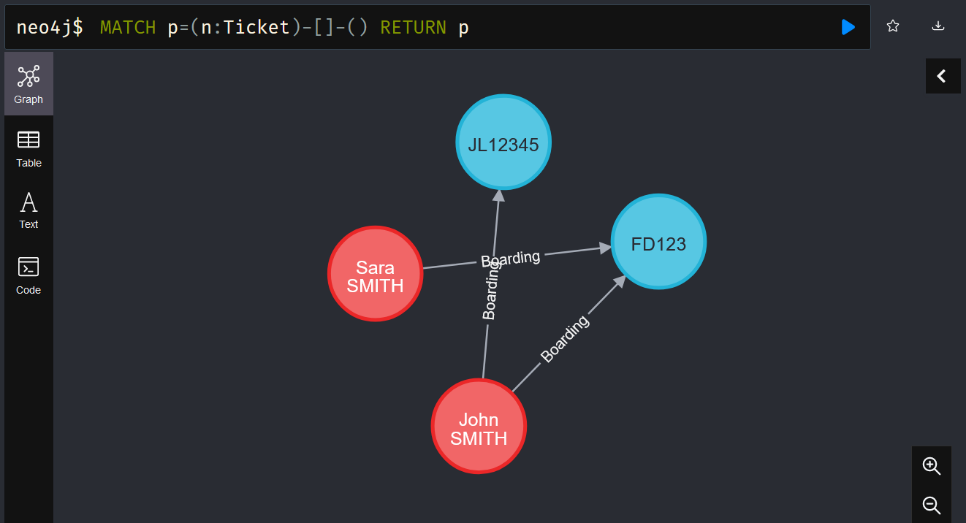 neo4j$ MATCH p=(n:Ticket)-[]-() RETURN p
Graph
Table
Text
Code
JL12345
FD123
Sara
SMITH
Boarding
Boarding
Boarding
John
SMITH